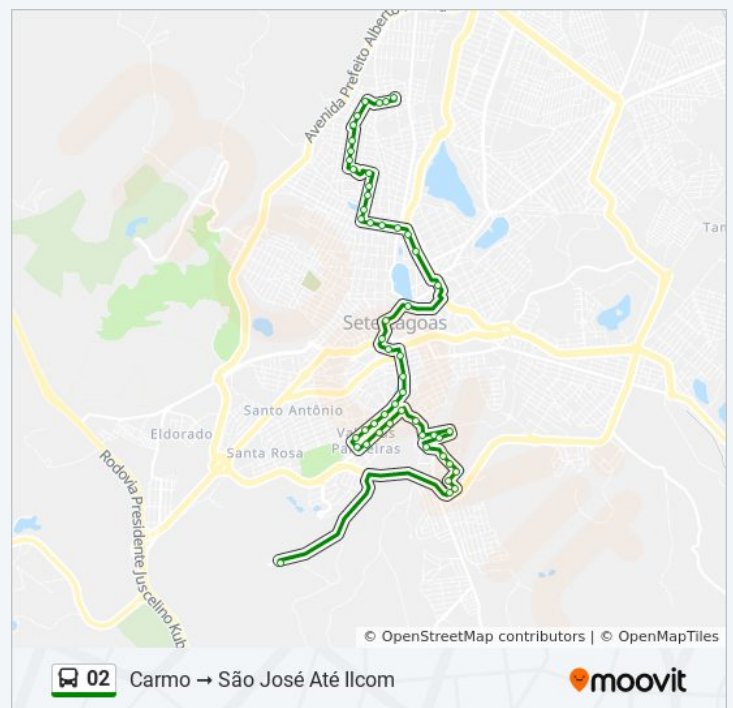 Avenida Prefeito Alberto
Tan
Sete Lagoas
Santo Antônio
Eldorado
Santa Rosa
Rodovia Presidente Juscelino Kub
© OpenStreetMap contributors | © OpenMapTiles
02 Carmo → São José Até Ilcom
moovit